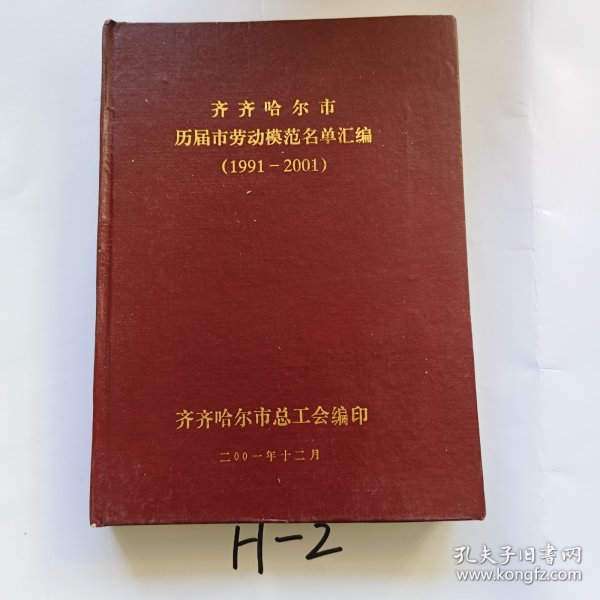 齐齐哈尔市
历届市劳动模范名单汇编
(1991－2001)
齐齐哈尔市总工会编印
二00一年十二月
H-2
孔夫子旧书网
www.kongfz.com